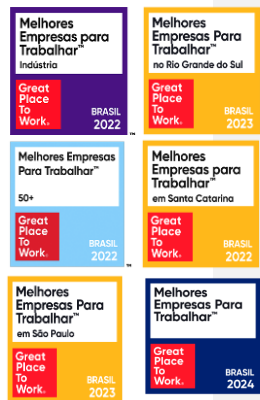 Melhores
Empresas para
Trabalhar™
Indústria
Great
Place
To
Work®
BRASIL
2022
™
Melhores
Empresas Para
Trabalhar™
no Rio Grande do Sul
Great
Place
To
Work®
BRASIL
2023
Melhores Empresas
Para Trabalhar™
50+
Great
Place
To
Work®
BRASIL
2022
™
Melhores
Empresas para
Trabalhar™
em Santa Catarina
Great
Place
To
Work®
BRASIL
2022
Melhores
Empresas Para
Trabalhar™
em São Paulo
Great
Place
To
Work®
BRASIL
2023
Melhores
Empresas Para
Trabalhar™
Great
Place
To
Work®
BRASIL
2024